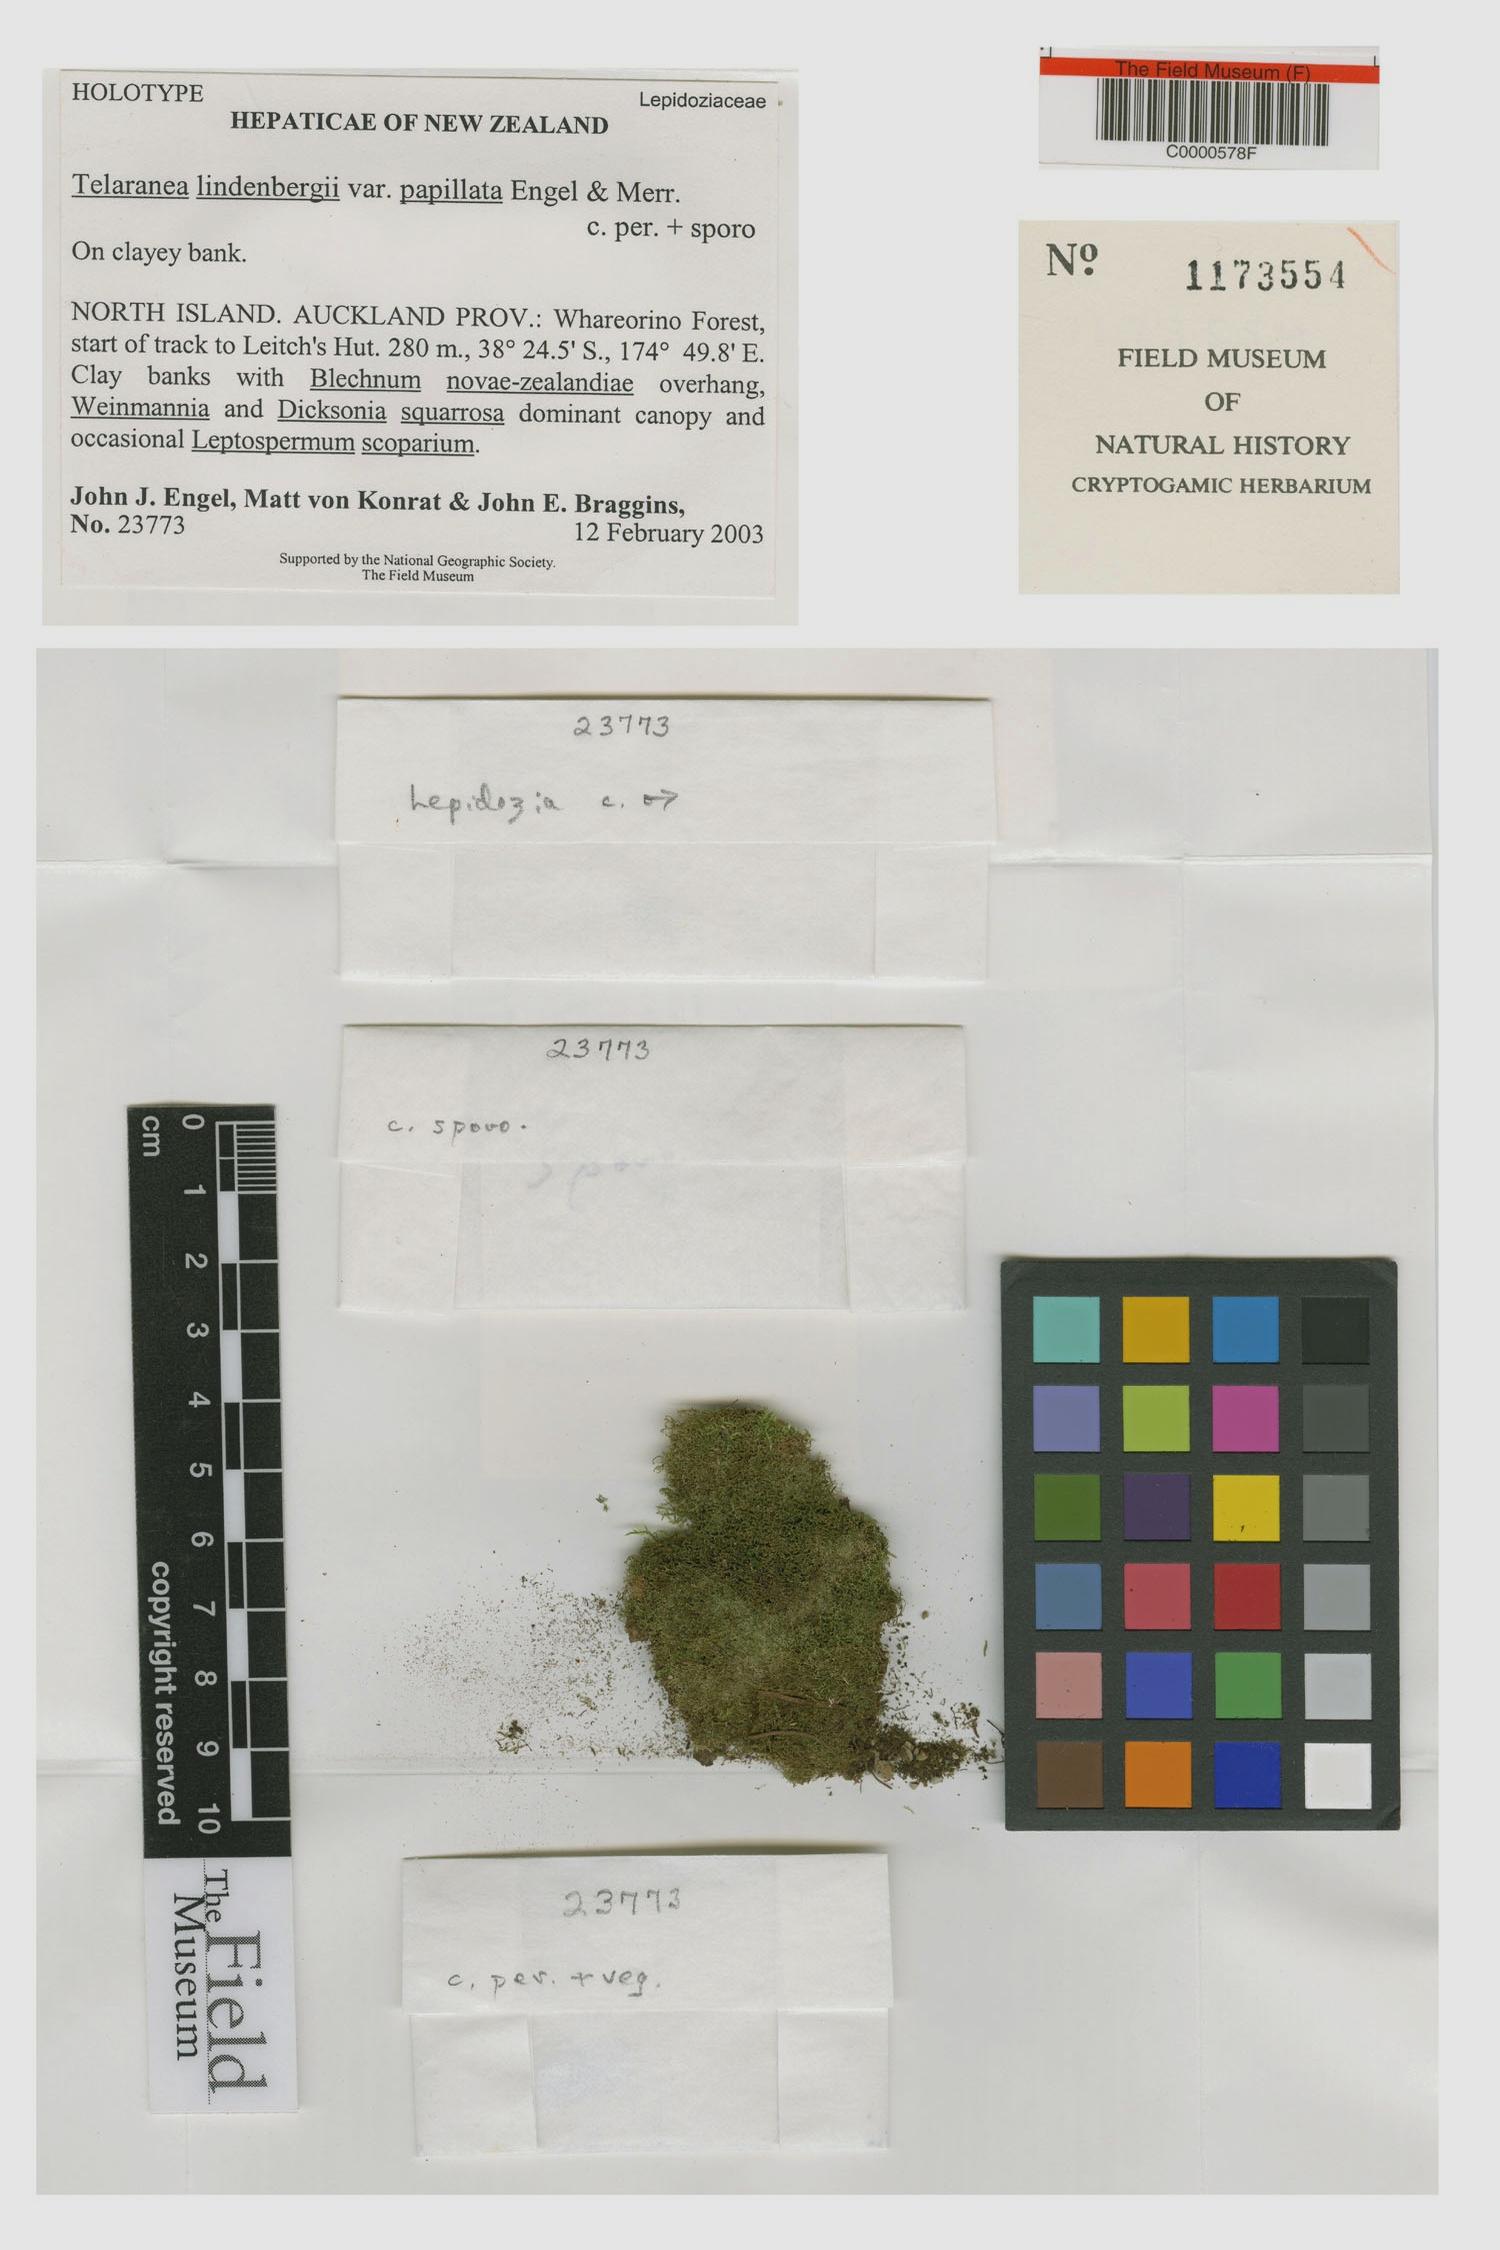 HOLOTYPE
Lepidoziaceae
HEPATICAE OF NEW ZEALAND
Telaranea lindenbergii var. papillata Engel & Merr.
c. per. + sporo
On clayey bank.
NORTH ISLAND. AUCKLAND PROV.: Whareorino Forest,
start of track to Leitch's Hut. 280 m., 38° 24.5' S., 174° 49.8' E.
Clay banks with Blechnum novae-zealandiae overhang,
Weinmannia and Dicksonia squarrosa dominant canopy and
occasional Leptospermum scoparium.
John J. Engel, Matt von Konrat & John E. Braggins,
No. 23773
12 February 2003
Supported by the National Geographic Society.
The Field Museum
The Field Museum (F)
C0000578F
Nº 1173554
FIELD MUSEUM
OF
NATURAL HISTORY
CRYPTOGAMIC HERBARIUM
23773
Lepidozia c. ♂
23773
c. sporo.
cm
0
1
2
3
4
5
6
7
8
9
10
copyright reserved
The Field
Museum
23773
c. per. + veg.